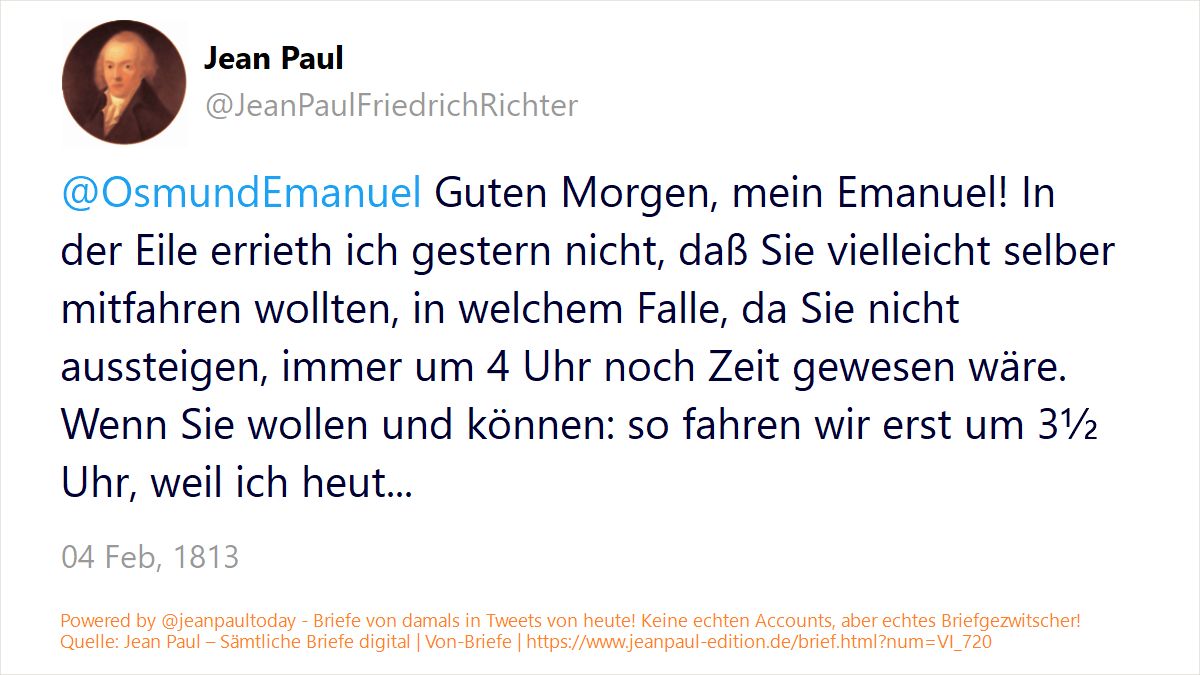 Jean Paul
@JeanPaulFriedrichRichter
@OsmundEmanuel Guten Morgen, mein Emanuel! In
der Eile errieth ich gestern nicht, daß Sie vielleicht selber
mitfahren wollten, in welchem Falle, da Sie nicht
aussteigen, immer um 4 Uhr noch Zeit gewesen wäre.
Wenn Sie wollen und können: so fahren wir erst um 3½
Uhr, weil ich heut...
04 Feb, 1813
Powered by @jeanpaultoday - Briefe von damals in Tweets von heute! Keine echten Accounts, aber echtes Briefgezwitscher!
Quelle: Jean Paul – Sämtliche Briefe digital | Von-Briefe | https://www.jeanpaul-edition.de/brief.html?num=VI_720